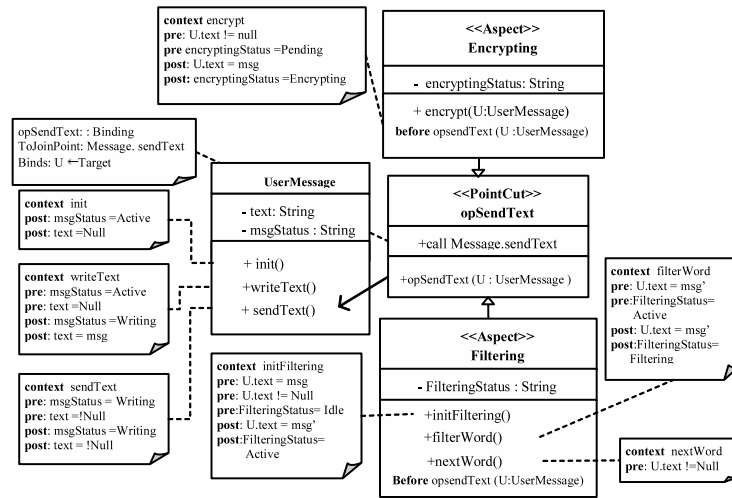 context encrypt
pre: U.text != null
pre encryptingStatus =Pending
post: U.text = msg
post: encryptingStatus =Encrypting
<<Aspect>>
Encrypting
- encryptingStatus: String
+ encrypt(U:UserMessage)
before opsendText (U :UserMessage)
opSendText: : Binding
ToJoinPoint: Message. sendText
Binds: U ←Target
UserMessage
- text: String
- msgStatus : String
+ init()
+writeText()
+ sendText()
<<PointCut>>
opSendText
+call Message.sendText
+opSendText (U : UserMessage )
context init
post: msgStatus =Active
post: text =Null
context writeText
pre: msgStatus =Active
pre: text =Null
post: msgStatus =Writing
post: text = msg
context sendText
pre: msgStatus = Writing
pre: text =!Null
post: msgStatus =Writing
post: text = !Null
context initFiltering
pre: U.text = msg
pre: U.text != Null
pre:FilteringStatus= Idle
post: U.text = msg’
post:FilteringStatus=
Active
<<Aspect>>
Filtering
- FilteringStatus : String
+initFiltering()
+filterWord()
+nextWord()
Before opsendText (U:UserMessage)
context filterWord
pre: U.text = msg’
pre:FilteringStatus=
Active
post: U.text = msg’
post:FilteringStatus=
Filtering
context nextWord
pre: U.text !=Null